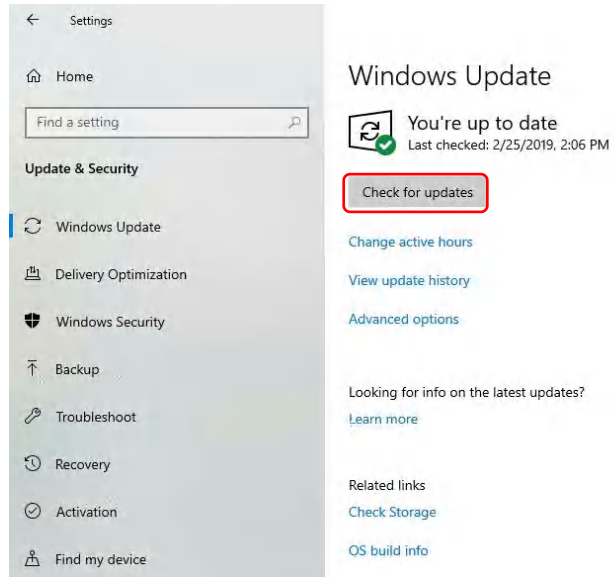 Settings
Home
Find a setting
Update & Security
Windows Update
Delivery Optimization
Windows Security
Backup
Troubleshoot
Recovery
Activation
Find my device
Windows Update
You're up to date
Last checked: 2/25/2019, 2:06 PM
Check for updates
Change active hours
View update history
Advanced options
Looking for info on the latest updates?
Learn more
Related links
Check Storage
OS build info